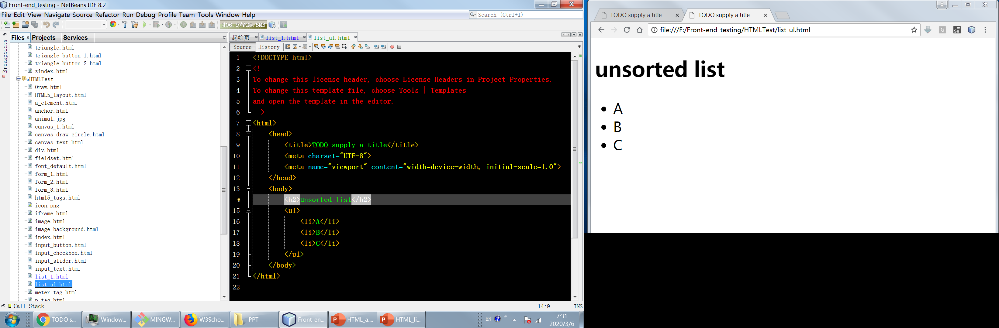 Front-end_testing - NetBeans IDE 8.2
File Edit View Navigate Source Refactor Run Debug Profile Team Tools Window Help
Search (Ctrl+I)
406.9/725.5MB
Breakpoints
Files Projects Services
triangle.html
triangle_button_1.html
triangle_button_2.html
zindex.html
HTMLTest
HTML5_layout.html
a_element.html
anchor.html
animal.jpg
canvas_1.html
canvas_draw_circle.html
canvas_text.html
div.html
fieldset.html
font_default.html
form_1.html
form_2.html
form_3.html
html5_tags.html
icon.png
iframe.html
image.html
image_background.html
index.html
input_button.html
input_checkbox.html
input_slider.html
input_text.html
list_1.html
list_ul.html
meter_tag.html
p_tag.html
起始页 list_1.html list_ul.html
Source History
1 <!DOCTYPE html>
2 <!--
3 To change this license header, choose License Headers in Project Properties.
4 To change this template file, choose Tools | Templates
5 and open the template in the editor.
6 -->
7 <html>
8 <head>
9 <title>TODO supply a title</title>
10 <meta charset="UTF-8">
11 <meta name="viewport" content="width=device-width, initial-scale=1.0">
12 </head>
13 <body>
<h2>unsorted list</h2>
15 <ul>
16 <li>A</li>
17 <li>B</li>
18 <li>C</li>
19 </ul>
20 </body>
21 </html>
22
Call Stack
14:9 INS
TODO s... Window... MINGW... W3Scho... PPT Front-en... HTML_a.... HTML_li...
EN
7:31
2020/3/6
TODO supply a title TODO supply a title
file:///F:/Front-end_testing/HTMLTest/list_ul.html
G Se
unsorted list
• A
• B
• C